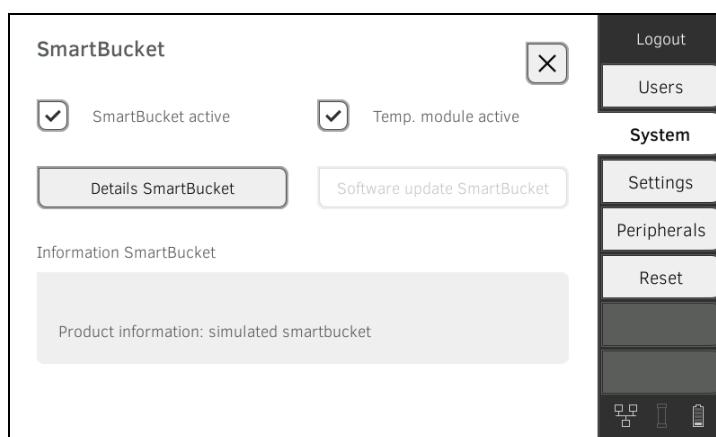 SmartBucket
SmartBucket active
Temp. module active
Details SmartBucket
Software update SmartBucket
Information SmartBucket
Product information: simulated smartbucket
Logout
Users
System
Settings
Peripherals
Reset